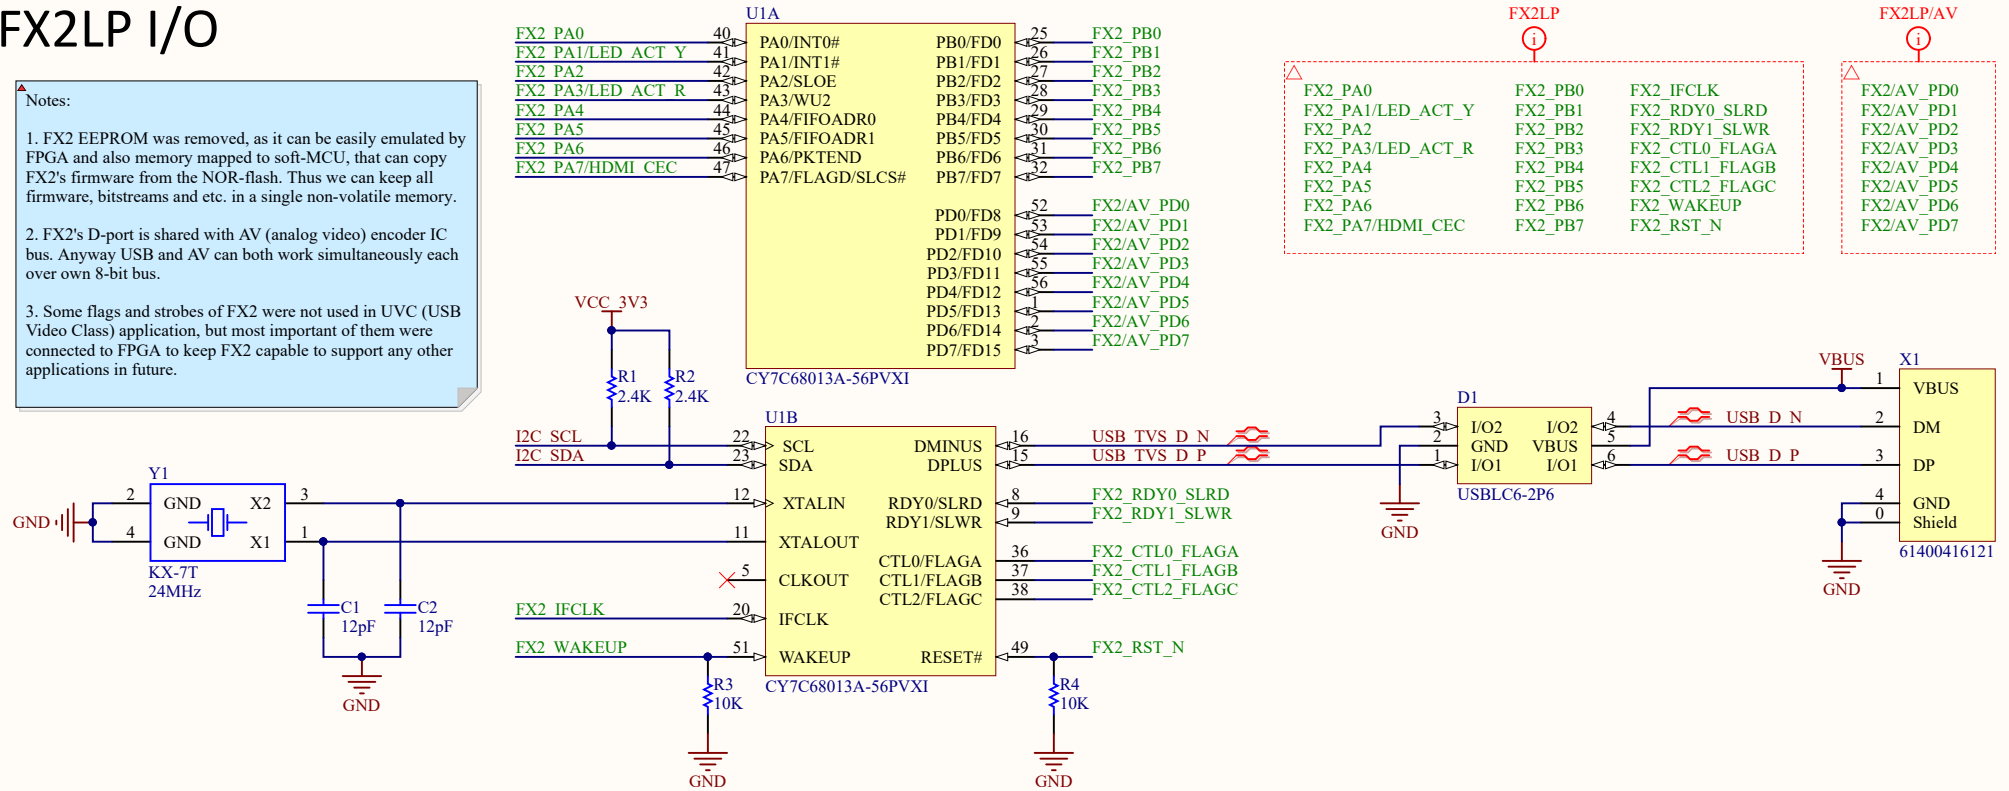 FX2LP I/O
Notes:
1. FX2 EEPROM was removed, as it can be easily emulated by
FPGA and also memory mapped to soft-MCU, that can copy
FX2's firmware from the NOR-flash. Thus we can keep all
firmware, bitstreams and etc. in a single non-volatile memory.
2. FX2's D-port is shared with AV (analog video) encoder IC
bus. Anyway USB and AV can both work simultaneously each
over own 8-bit bus.
3. Some flags and strobes of FX2 were not used in UVC (USB
Video Class) application, but most important of them were
connected to FPGA to keep FX2 capable to support any other
applications in future.
U1A
FX2_PA0 40 PA0/INT0# PB0/FD0 25 FX2_PB0
FX2_PA1/LED_ACT_Y 41 PA1/INT1# PB1/FD1 26 FX2_PB1
FX2_PA2 42 PA2/SLOE PB2/FD2 27 FX2_PB2
FX2_PA3/LED_ACT_R 43 PA3/WU2 PB3/FD3 28 FX2_PB3
FX2_PA4 44 PA4/FIFOADR0 PB4/FD4 29 FX2_PB4
FX2_PA5 45 PA5/FIFOADR1 PB5/FD5 30 FX2_PB5
FX2_PA6 46 PA6/PKTEND PB6/FD6 31 FX2_PB6
FX2_PA7/HDMI_CEC 47 PA7/FLAGD/SLCS# PB7/FD7 32 FX2_PB7
PD0/FD8 52 FX2/AV_PD0
PD1/FD9 53 FX2/AV_PD1
PD2/FD10 54 FX2/AV_PD2
PD3/FD11 55 FX2/AV_PD3
PD4/FD12 56 FX2/AV_PD4
PD5/FD13 1 FX2/AV_PD5
PD6/FD14 2 FX2/AV_PD6
PD7/FD15 3 FX2/AV_PD7
CY7C68013A-56PVXI
FX2LP
i
FX2_PA0 FX2_PB0 FX2_IFCLK
FX2_PA1/LED_ACT_Y FX2_PB1 FX2_RDY0_SLRD
FX2_PA2 FX2_PB2 FX2_RDY1_SLWR
FX2_PA3/LED_ACT_R FX2_PB3 FX2_CTL0_FLAGA
FX2_PA4 FX2_PB4 FX2_CTL1_FLAGB
FX2_PA5 FX2_PB5 FX2_CTL2_FLAGC
FX2_PA6 FX2_PB6 FX2_WAKEUP
FX2_PA7/HDMI_CEC FX2_PB7 FX2_RST_N
FX2LP/AV
i
FX2/AV_PD0
FX2/AV_PD1
FX2/AV_PD2
FX2/AV_PD3
FX2/AV_PD4
FX2/AV_PD5
FX2/AV_PD6
FX2/AV_PD7
VCC_3V3
R1
2.4K
R2
2.4K
U1B
I2C_SCL 22 SCL DMINUS 16 USB_TVS_D_N
I2C_SDA 23 SDA DPLUS 15 USB_TVS_D_P
12 XTALIN RDY0/SLRD 8 FX2_RDY0_SLRD
RDY1/SLWR 9 FX2_RDY1_SLWR
11 XTALOUT
CTL0/FLAGA 36 FX2_CTL0_FLAGA
5 CLKOUT CTL1/FLAGB 37 FX2_CTL1_FLAGB
CTL2/FLAGC 38 FX2_CTL2_FLAGC
FX2_IFCLK 20 IFCLK
FX2_WAKEUP 51 WAKEUP RESET# 49 FX2_RST_N
CY7C68013A-56PVXI
R3
10K
GND
R4
10K
GND
Y1
GND
2 GND X2 3
4 GND X1 1
KX-7T
24MHz
C1
12pF
C2
12pF
GND
D1
3 I/O2 I/O2 4 USB_D_N
2 GND VBUS 5
1 I/O1 I/O1 6 USB_D_P
USBLC6-2P6
GND
VBUS
X1
1 VBUS
2 DM
3 DP
4 GND
0 Shield
61400416121
GND